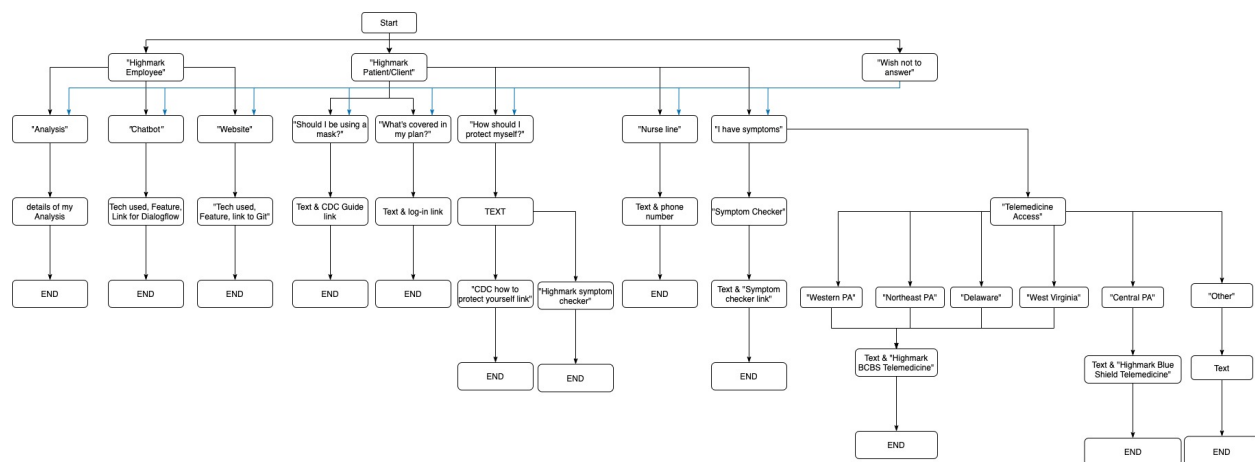 Start
"Highmark
Employee"
"Highmark
Patient/Client"
"Wish not to
answer"
"Analysis"
"Chatbot"
"Website"
"Should I be using a
mask?"
"What's covered in
my plan?"
"How should I
protect myself?"
"Nurse line"
"I have symptoms"
details of my
Analysis
Tech used, Feature,
Link for Dialogflow
"Tech used,
Feature, link to Git"
Text & CDC Guide
link
Text & log-in link
TEXT
Text & phone
number
"Symptom Checker"
"Telemedicine
Access"
END
END
END
END
END
"CDC how to
protect yourself link"
"Highmark symptom
checker"
END
Text & "Symptom
checker link"
"Western PA"
"Northeast PA"
"Delaware"
"West Virginia"
"Central PA"
"Other"
END
END
END
Text & "Highmark
BCBS Telemedicine"
Text & "Highmark Blue
Shield Telemedicine"
Text
END
END
END